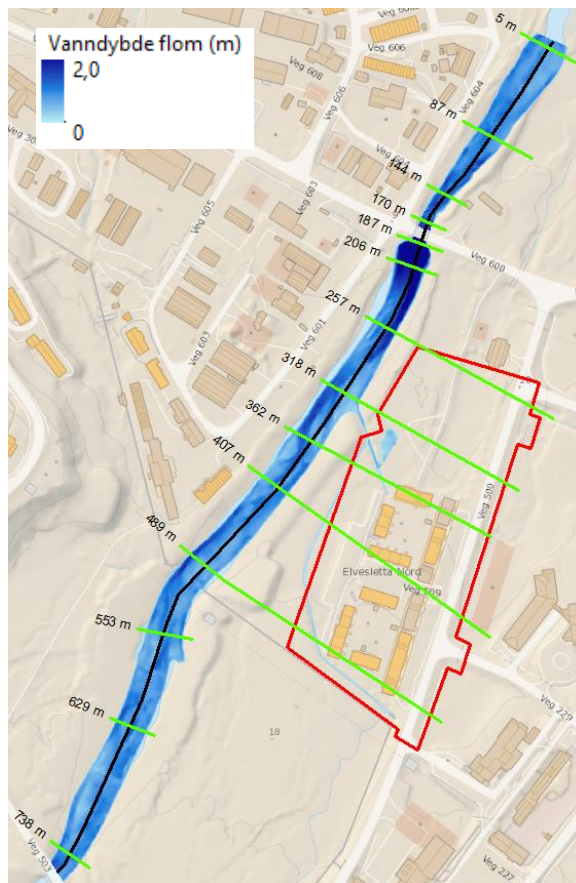 Vanndybde flom (m)
2,0
0
5 m
Veg 606
Veg 604
Veg 608
Veg 606
87 m
Veg 30
144 m
Veg 603
Veg 605
170 m
187 m
206 m
Veg 600
257 m
Veg 601
Veg 603
318 m
362 m
407 m
Veg 500
489 m
Elvesletta Nord
Veg 509
553 m
629 m
Veg 229
18
738 m
Veg 503
Veg 227